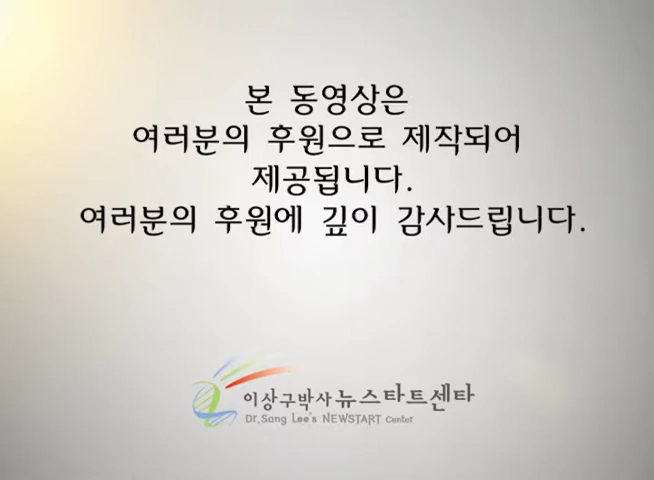 본 동영상은
여러분의 후원으로 제작되어
제공됩니다.
여러분의 후원에 깊이 감사드립니다.
이상구박사뉴스타트센타
Dr.Sang Lee's NEWSTART Center